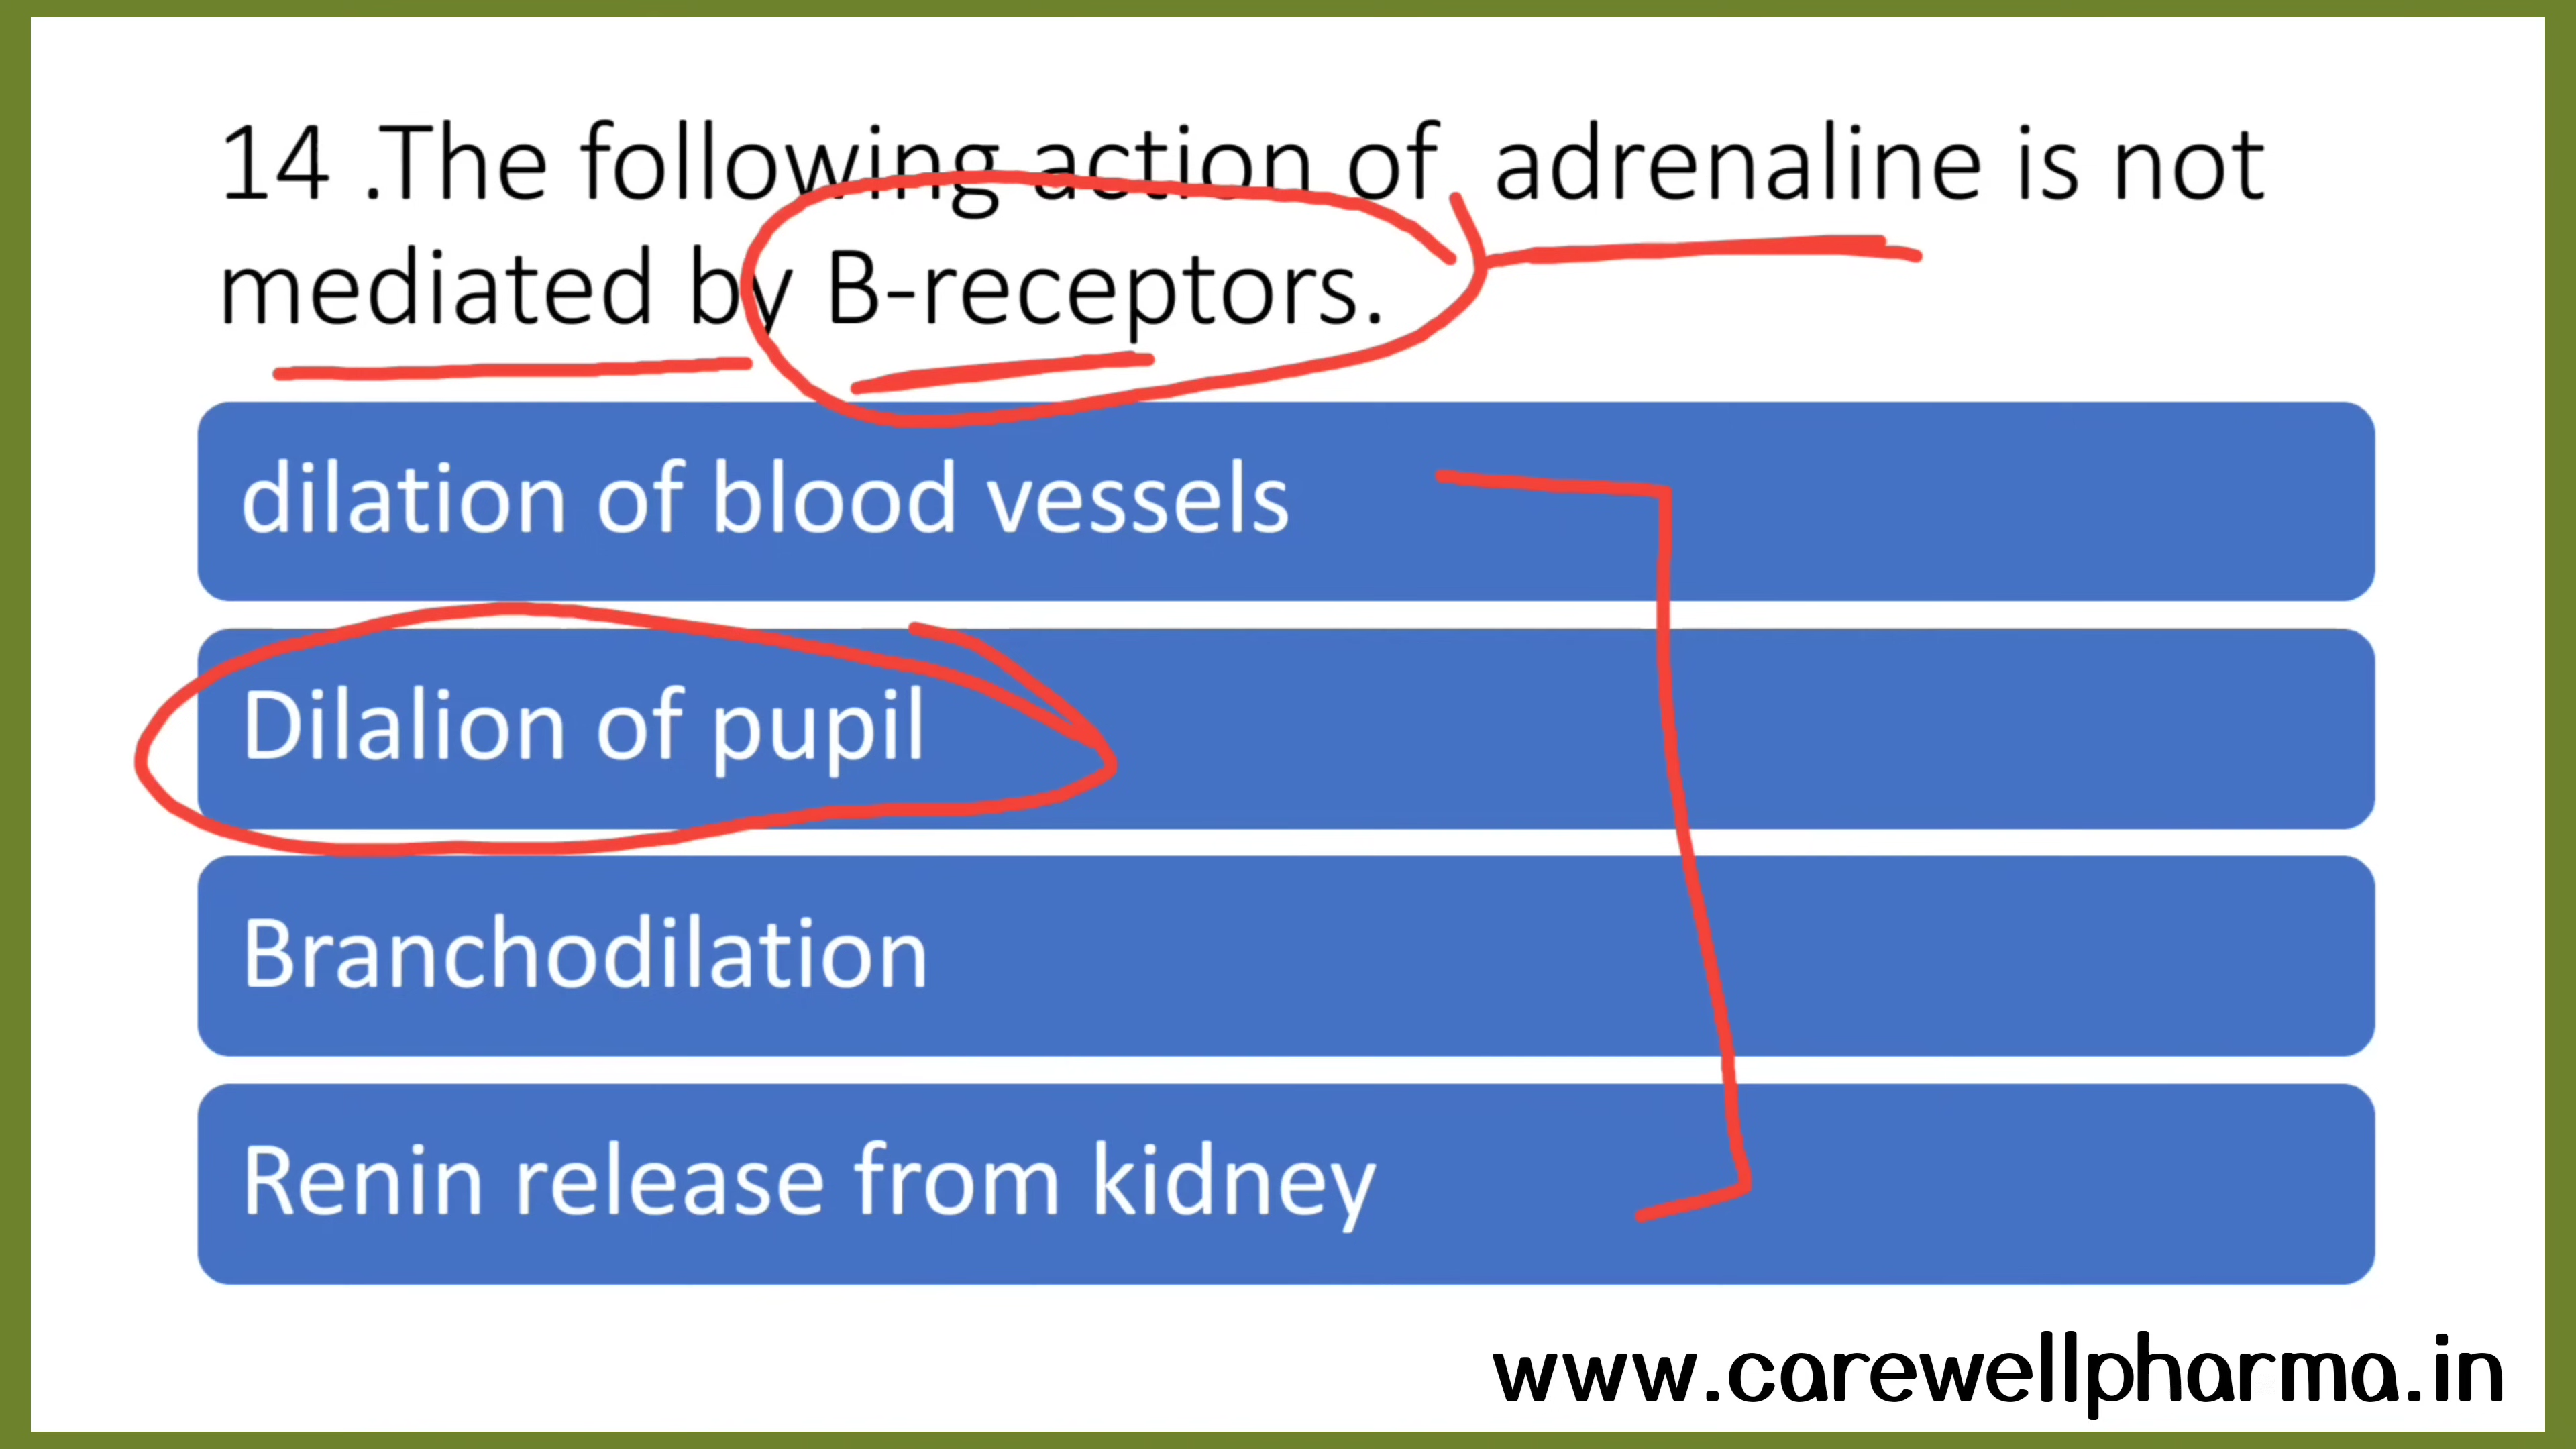 14 .The following action of  adrenaline is not
mediated by B-receptors.
dilation of blood vessels
Dilalion of pupil
Branchodilation
Renin release from kidney
www.carewellpharma.in